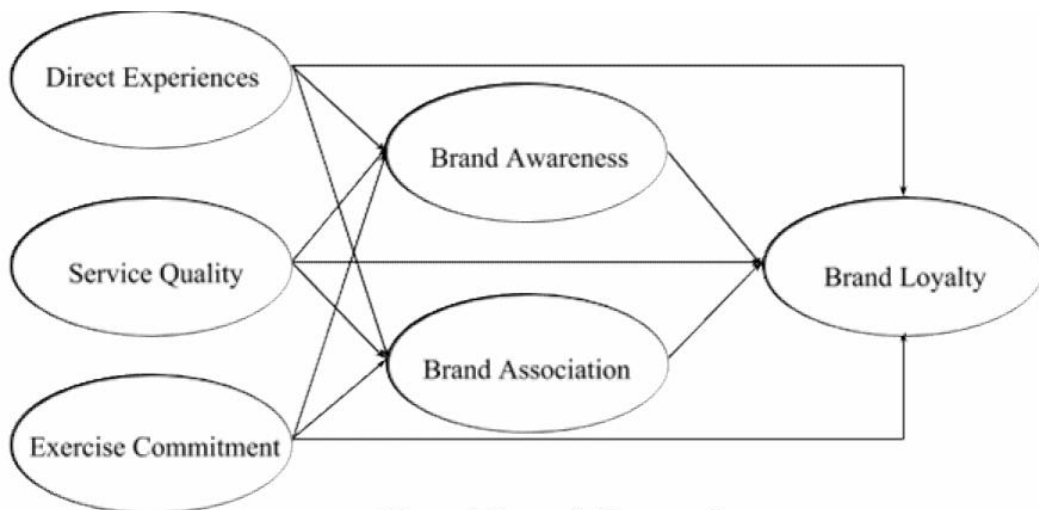 Direct Experiences
Brand Awareness
Service Quality
Brand Loyalty
Brand Association
Exercise Commitment